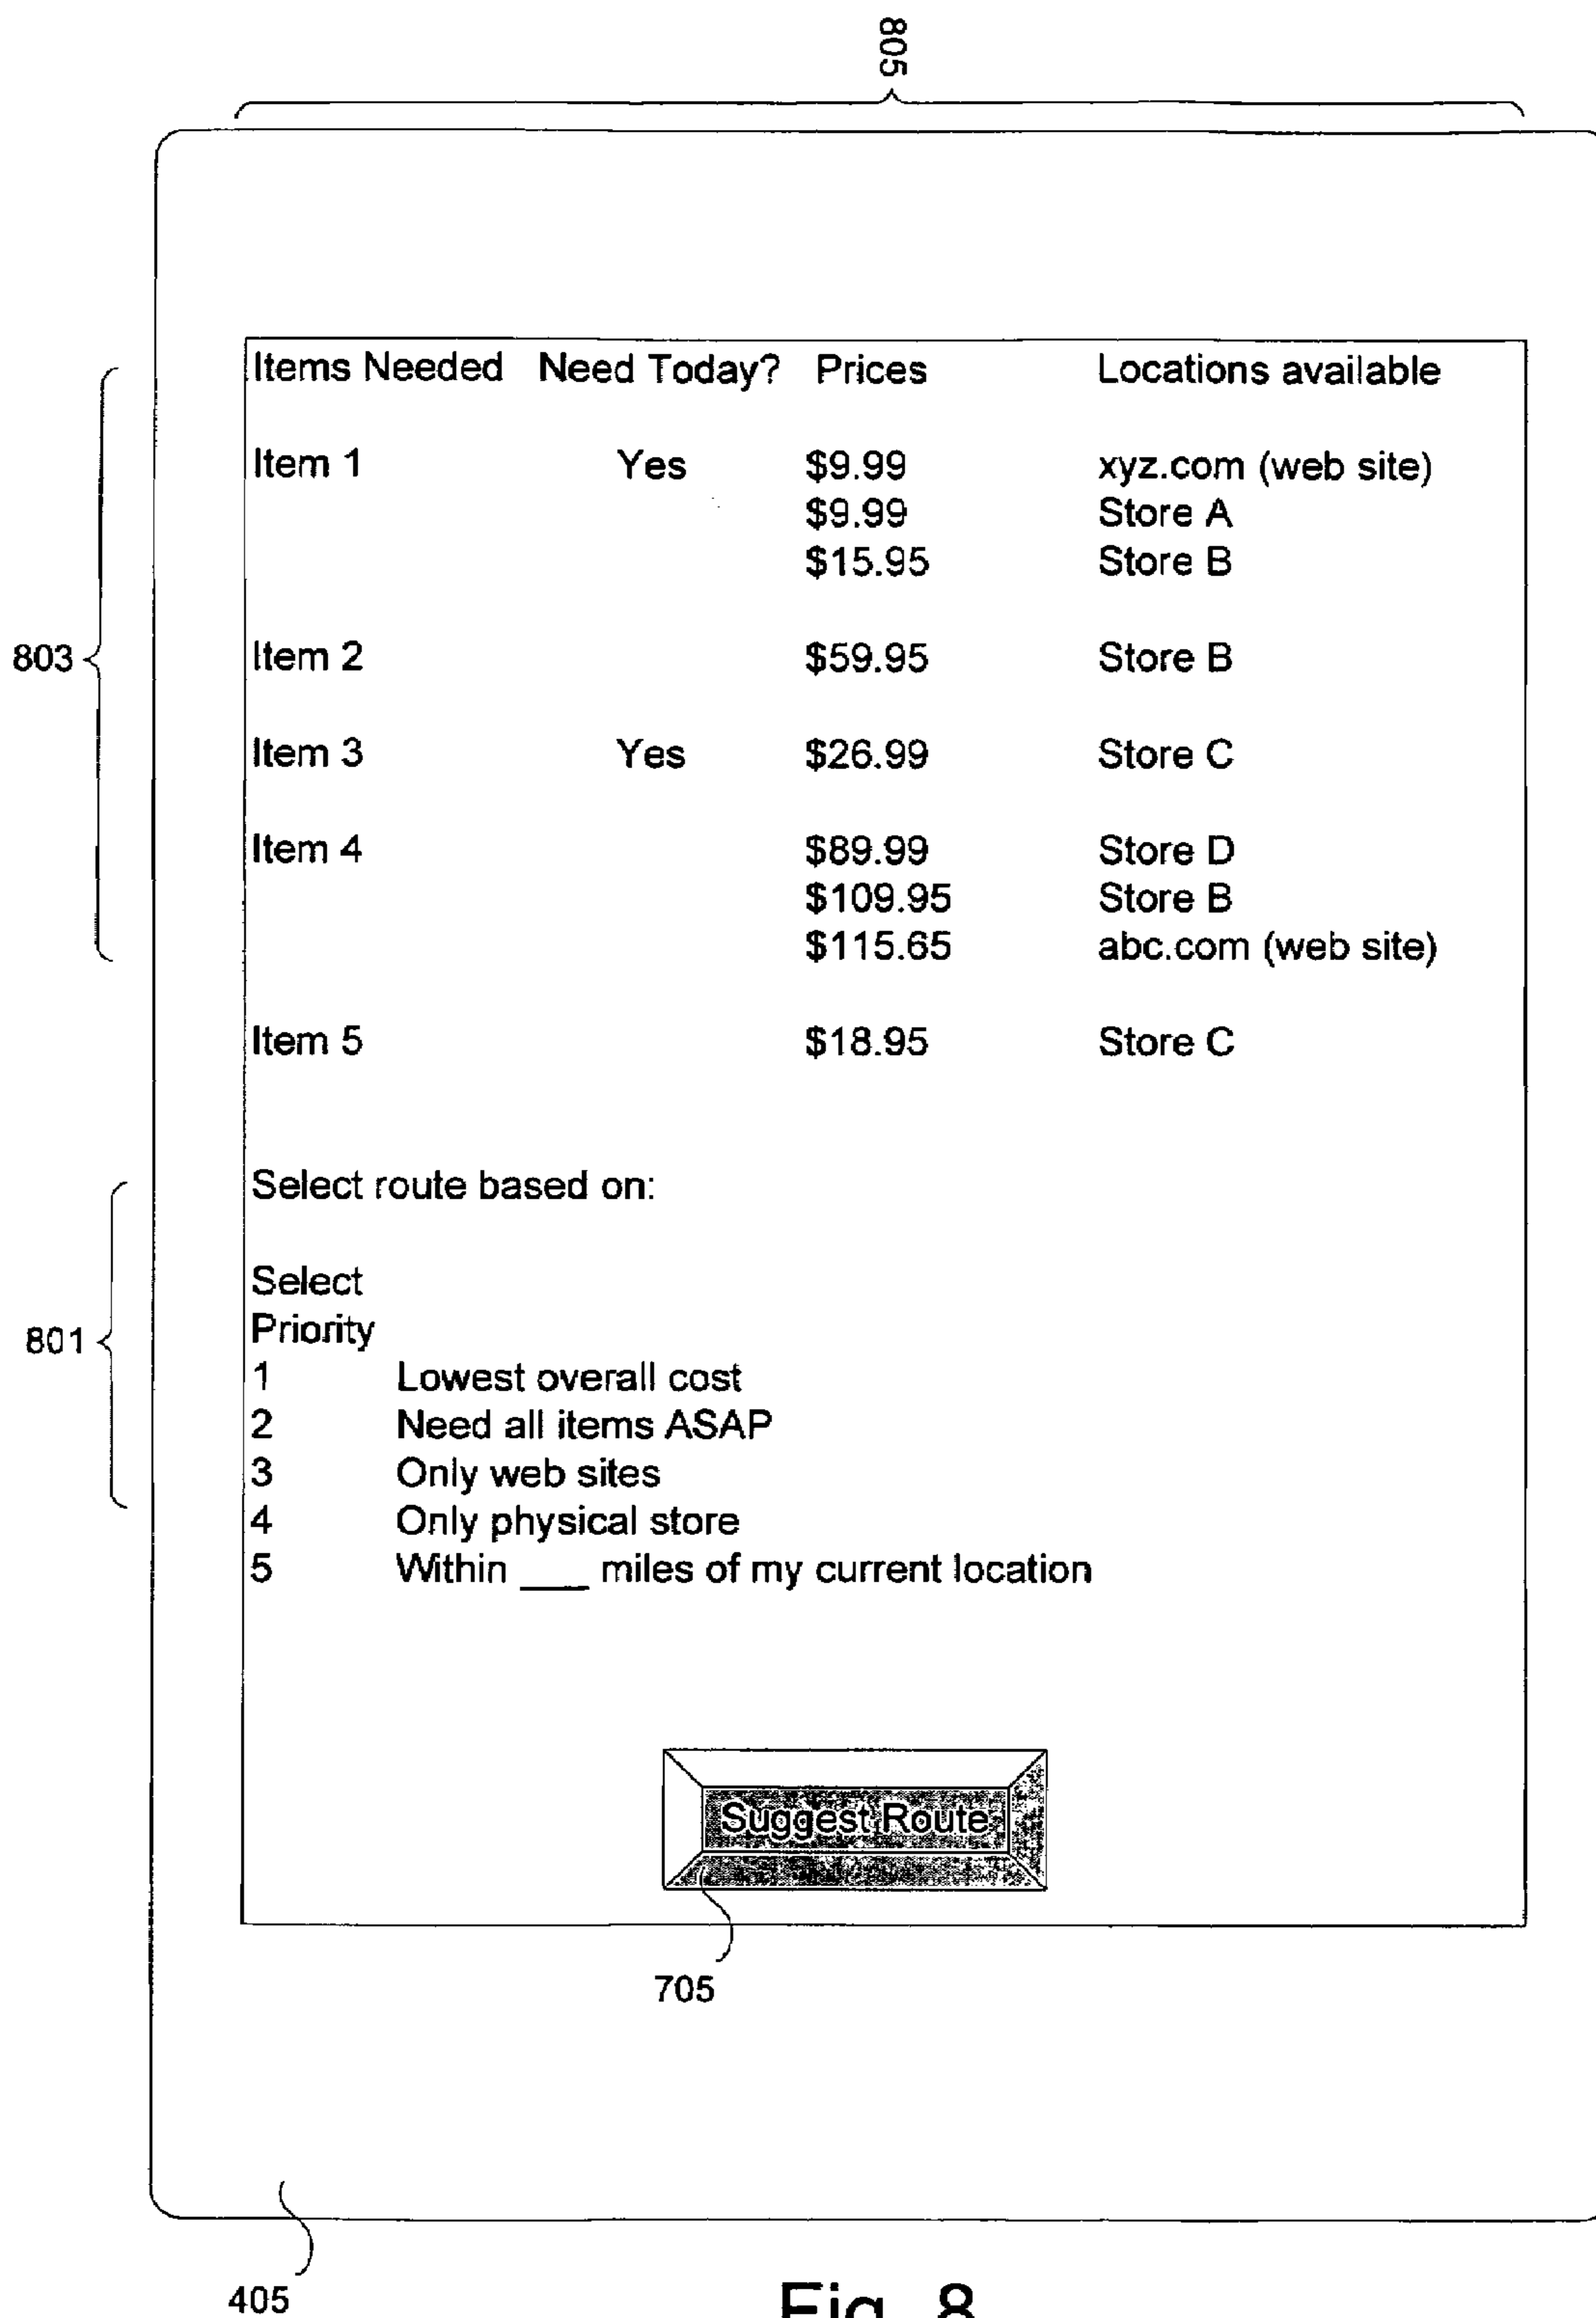 805
Items Needed Need Today? Prices Locations available
Item 1 Yes $9.99 xyz.com (web site)
$9.99 Store A
$15.95 Store B
803
Item 2 $59.95 Store B
Item 3 Yes $26.99 Store C
Item 4 $89.99 Store D
$109.95 Store B
$115.65 abc.com (web site)
Item 5 $18.95 Store C
Select route based on:
Select
Priority
801
1 Lowest overall cost
2 Need all items ASAP
3 Only web sites
4 Only physical store
5 Within ___ miles of my current location
Suggest Route
705
405
Fig. 8